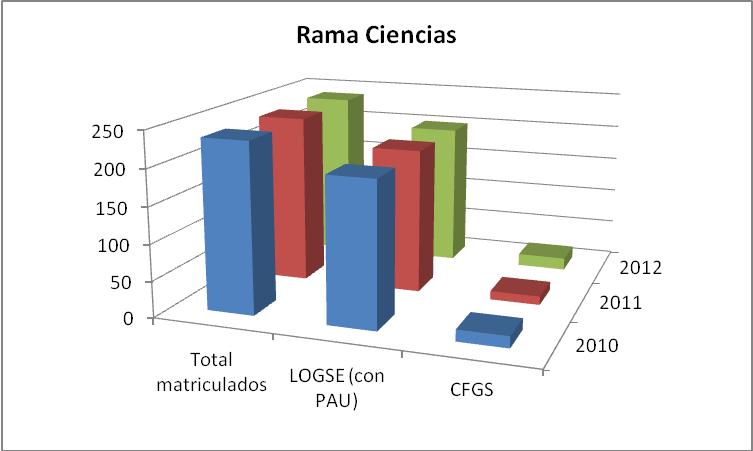 Rama Ciencias
250
200
150
100
50
0
2012
2011
2010
Total
matriculados
LOGSE (con
PAU)
CFGS